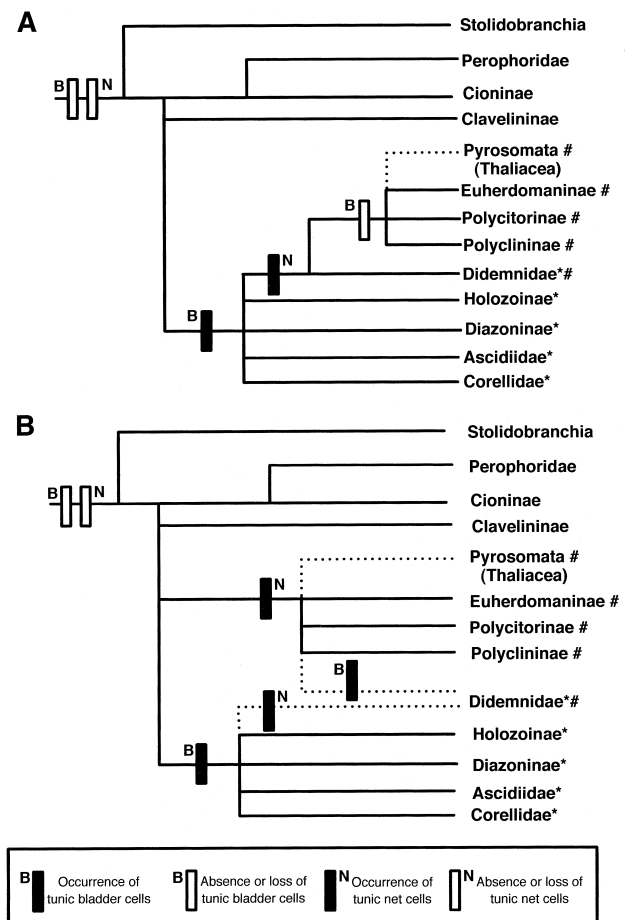 A
Stolidobranchia
Perophoridae
B N
Cioninae
Clavelininae
Pyrosomata #
(Thaliacea)
Euherdomaninae #
B
Polycitorinae #
Polyclininae #
N
Didemnidae*#
Holozoinae*
B
Diazoninae*
Ascidiidae*
Corellidae*
B
Stolidobranchia
Perophoridae
B N
Cioninae
Clavelininae
Pyrosomata #
(Thaliacea)
N
Euherdomaninae #
Polycitorinae #
Polyclininae #
B
N
Didemnidae*#
Holozoinae*
B
Diazoninae*
Ascidiidae*
Corellidae*
B Occurrence of
tunic bladder cells
B Absence or loss of
tunic bladder cells
N Occurrence of
tunic net cells
N Absence or loss of
tunic net cells